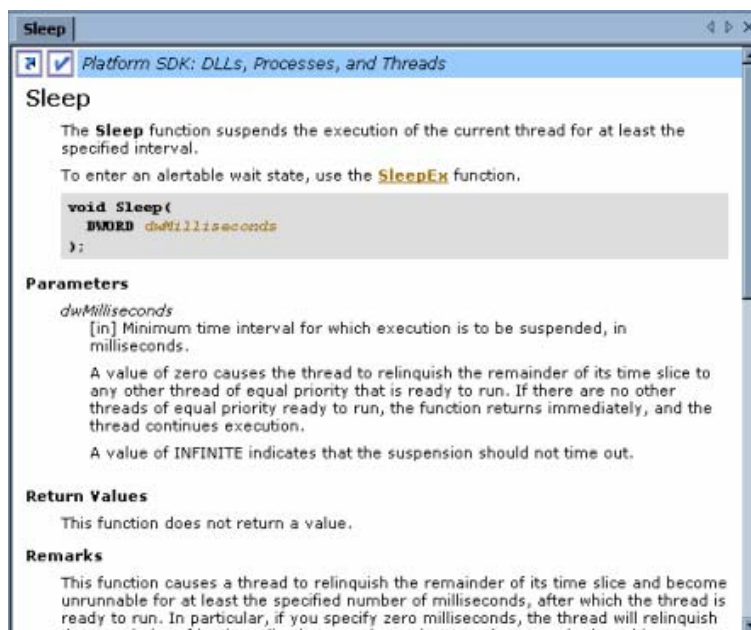 Sleep
Platform SDK: DLLs, Processes, and Threads
Sleep
The Sleep function suspends the execution of the current thread for at least the
specified interval.
To enter an alertable wait state, use the SleepEx function.
void Sleep(
DWORD dwMilliseconds
);
Parameters
dwMilliseconds
[in] Minimum time interval for which execution is to be suspended, in
milliseconds.
A value of zero causes the thread to relinquish the remainder of its time slice to
any other thread of equal priority that is ready to run. If there are no other
threads of equal priority ready to run, the function returns immediately, and the
thread continues execution.
A value of INFINITE indicates that the suspension should not time out.
Return Values
This function does not return a value.
Remarks
This function causes a thread to relinquish the remainder of its time slice and become
unrunnable for at least the specified number of milliseconds, after which the thread is
ready to run. In particular, if you specify zero milliseconds, the thread will relinquish